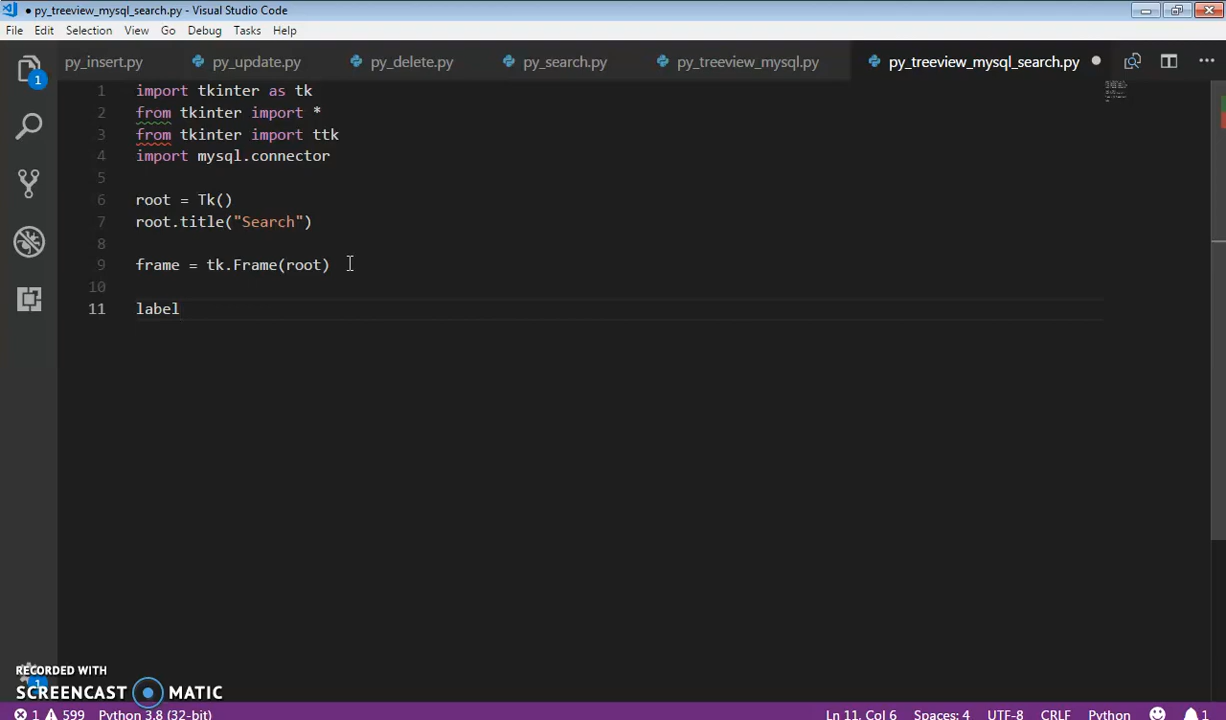 ● py_treeview_mysql_search.py - Visual Studio Code
File Edit Selection View Go Debug Tasks Help
py_insert.py py_update.py py_delete.py py_search.py py_treeview_mysql.py py_treeview_mysql_search.py ● ···
1
1 import tkinter as tk
2 from tkinter import *
3 from tkinter import ttk
4 import mysql.connector
5
6 root = Tk()
7 root.title("Search")
8
9 frame = tk.Frame(root)
10
11 label
RECORDED WITH
1
SCREENCAST MATIC
1 599 Python 3.8 (32-bit) Ln 11, Col 6 Spaces: 4 UTF-8 CRLF Python 1